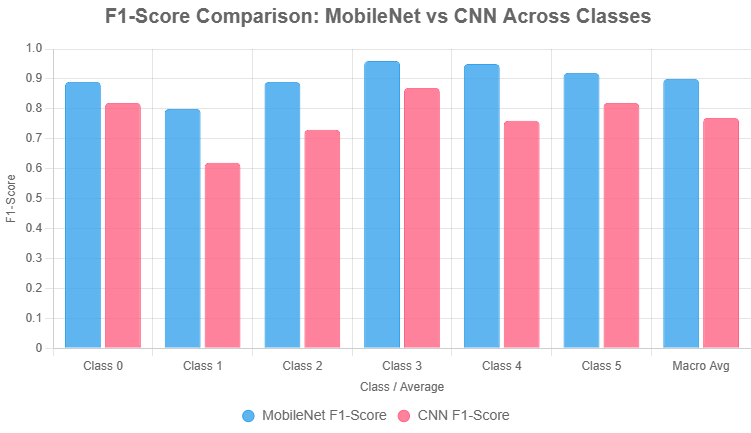 F1-Score Comparison: MobileNet vs CNN Across Classes
1.0
0.9
0.8
0.7
0.6
0.5
0.4
0.3
0.2
0.1
0
F1-Score
Class 0 Class 1 Class 2 Class 3 Class 4 Class 5 Macro Avg
Class / Average
MobileNet F1-Score CNN F1-Score